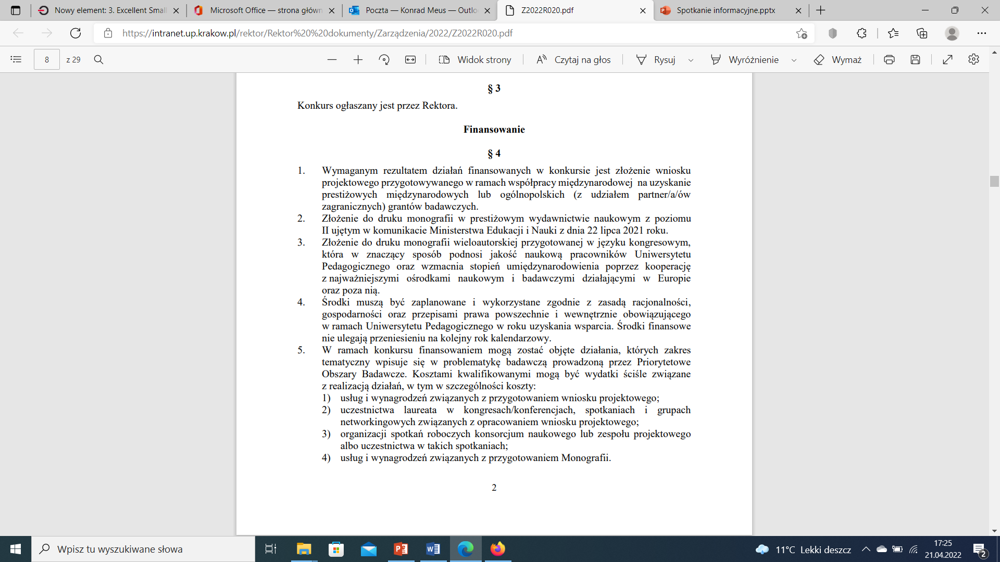 Nowy element: 3. Excellent Small
Microsoft Office — strona główn
Poczta — Konrad Meus — Outlo
Z2022R020.pdf
Spotkanie informacyjne.pptx
https://intranet.up.krakow.pl/rektor/Rektor%20%20dokumenty/Zarządzenia/2022/Z2022R020.pdf
8 z 29
Widok strony
Czytaj na głos
Rysuj
Wyróżnienie
Wymaż
§ 3
Konkurs ogłaszany jest przez Rektora.
Finansowanie
§ 4
1. Wymaganym rezultatem działań finansowanych w konkursie jest złożenie wniosku
projektowego przygotowywanego w ramach współpracy międzynarodowej na uzyskanie
prestiżowych międzynarodowych lub ogólnopolskich (z udziałem partner/a/ów
zagranicznych) grantów badawczych.
2. Złożenie do druku monografii w prestiżowym wydawnictwie naukowym z poziomu
II ujętym w komunikacie Ministerstwa Edukacji i Nauki z dnia 22 lipca 2021 roku.
3. Złożenie do druku monografii wieloautorskiej przygotowanej w języku kongresowym,
która w znaczący sposób podnosi jakość naukową pracowników Uniwersytetu
Pedagogicznego oraz wzmacnia stopień umiędzynarodowienia poprzez kooperację
z najważniejszymi ośrodkami naukowym i badawczymi działającymi w Europie
oraz poza nią.
4. Środki muszą być zaplanowane i wykorzystane zgodnie z zasadą racjonalności,
gospodarności oraz przepisami prawa powszechnie i wewnętrznie obowiązującego
w ramach Uniwersytetu Pedagogicznego w roku uzyskania wsparcia. Środki finansowe
nie ulegają przeniesieniu na kolejny rok kalendarzowy.
5. W ramach konkursu finansowaniem mogą zostać objęte działania, których zakres
tematyczny wpisuje się w problematykę badawczą prowadzoną przez Priorytetowe
Obszary Badawcze. Kosztami kwalifikowanymi mogą być wydatki ściśle związane
z realizacją działań, w tym w szczególności koszty:
1) usług i wynagrodzeń związanych z przygotowaniem wniosku projektowego;
2) uczestnictwa laureata w kongresach/konferencjach, spotkaniach i grupach
networkingowych związanych z opracowaniem wniosku projektowego;
3) organizacji spotkań roboczych konsorcjum naukowego lub zespołu projektowego
albo uczestnictwa w takich spotkaniach;
4) usług i wynagrodzeń związanych z przygotowaniem Monografii.
2
Wpisz tu wyszukiwane słowa
11°C Lekki deszcz
17:25
21.04.2022
2